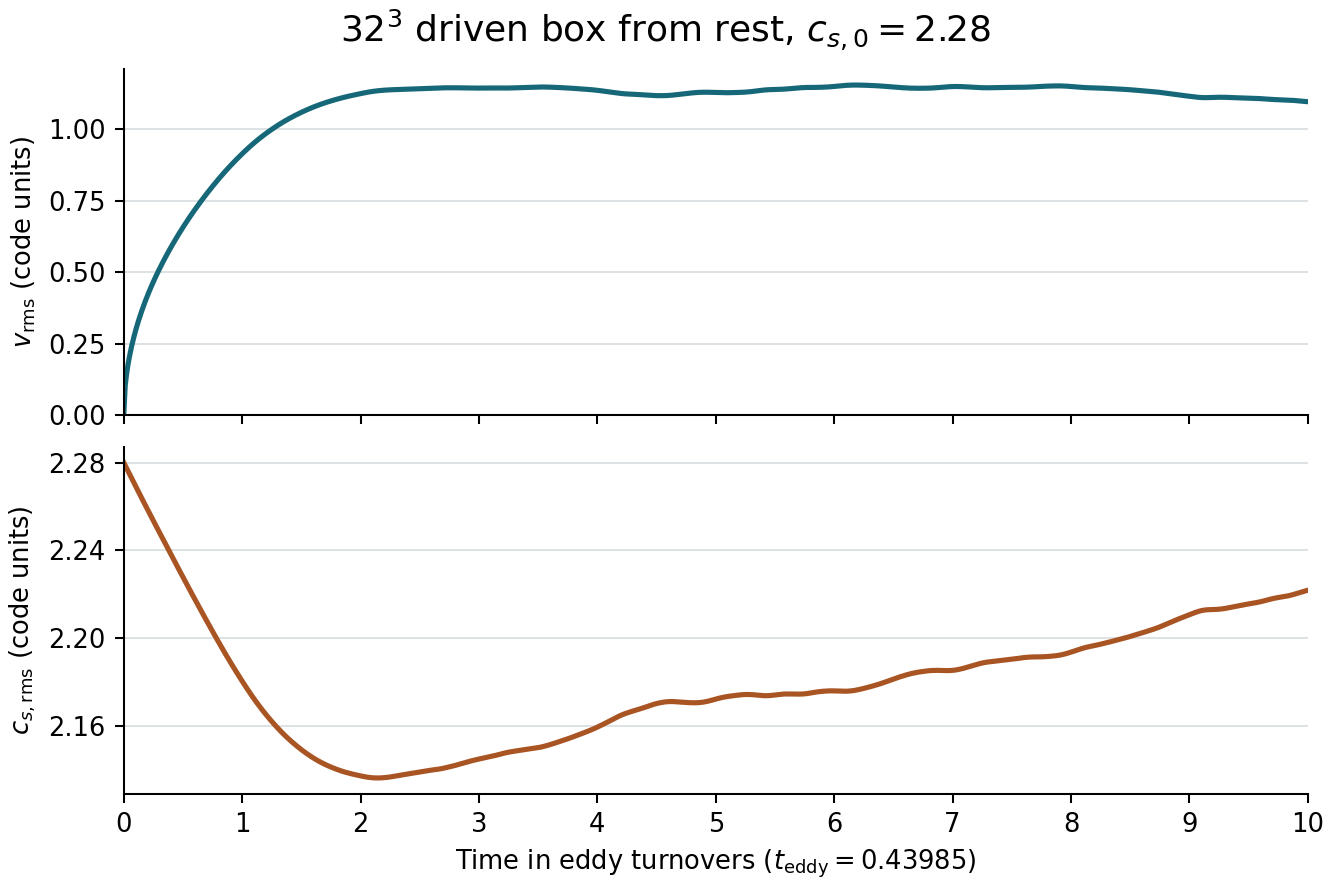 32³ driven box from rest, c_{s,0} = 2.28
v_rms (code units)
1.00
0.75
0.50
0.25
0.00
c_{s,rms} (code units)
2.28
2.24
2.20
2.16
0 1 2 3 4 5 6 7 8 9 10
Time in eddy turnovers (t_eddy = 0.43985)